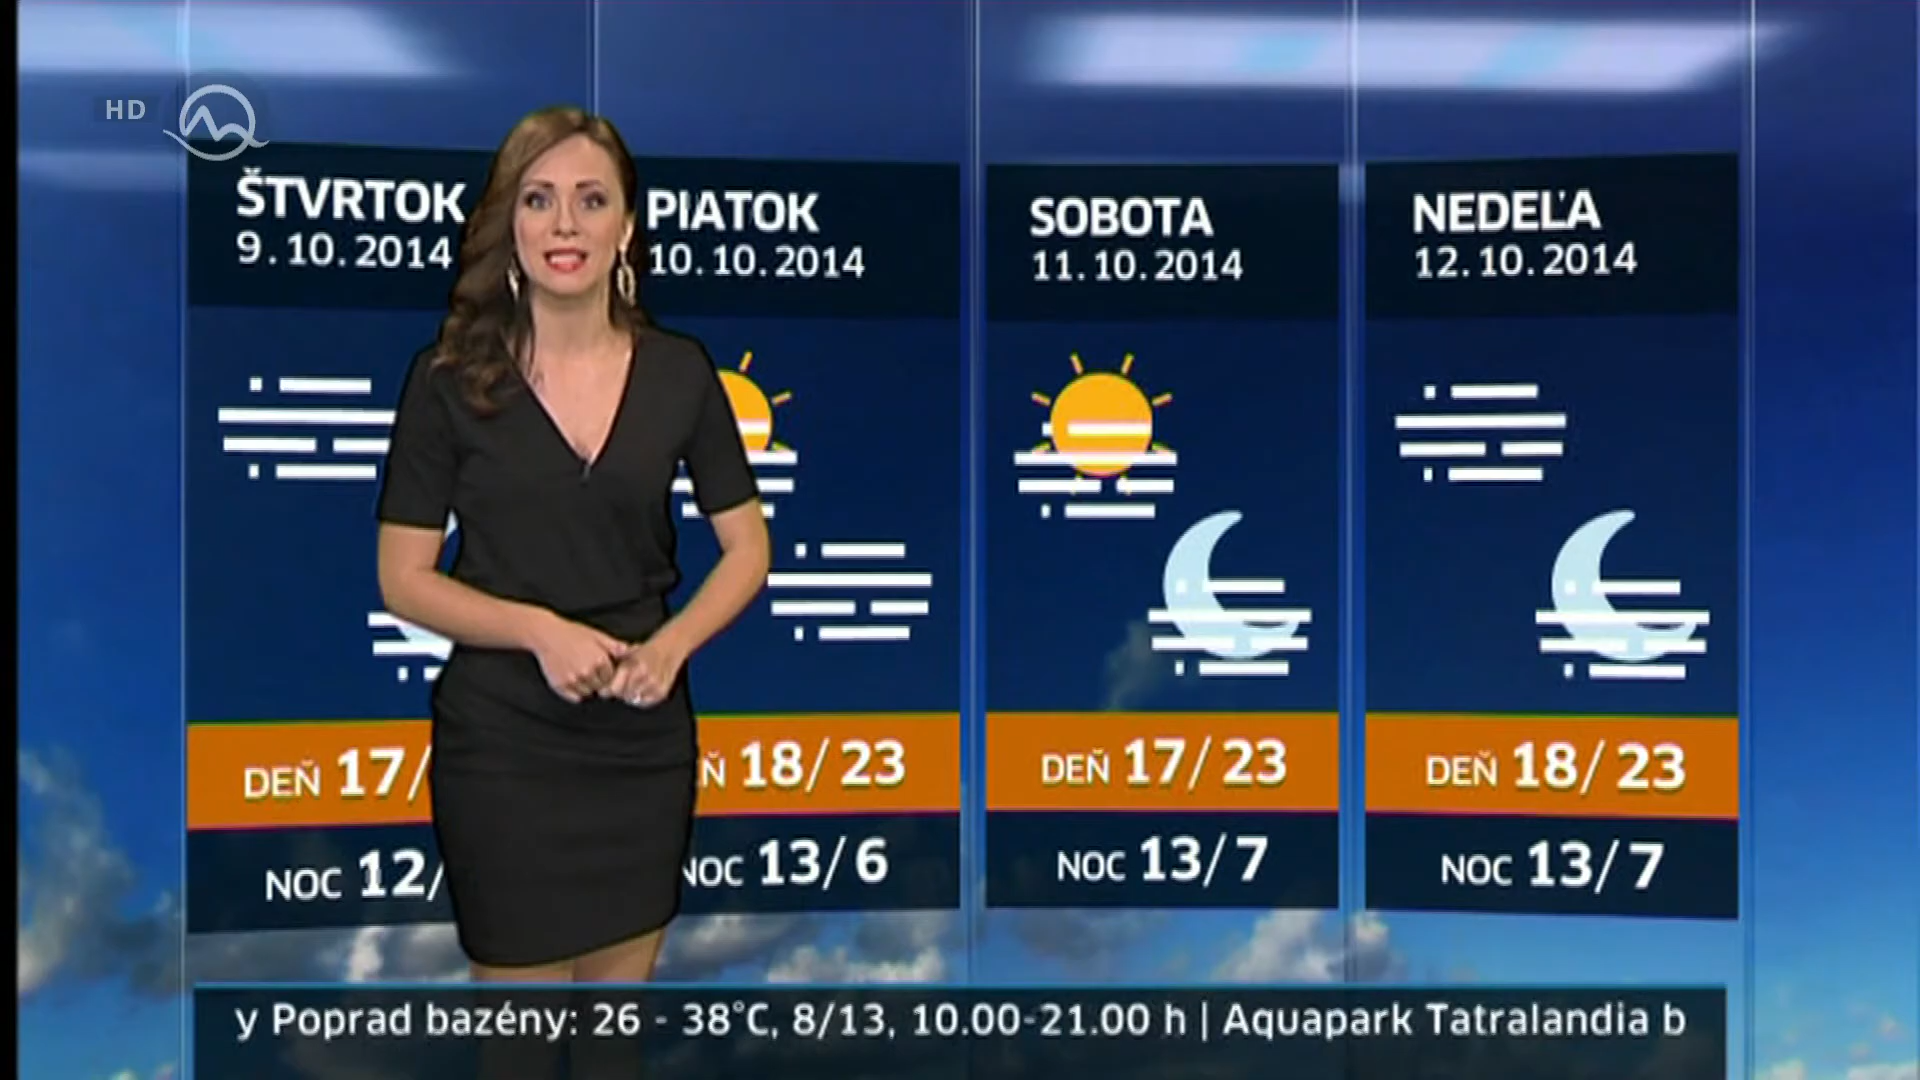 HD
ŠTVRTOK
9.10.2014
PIATOK
10.10.2014
SOBOTA
11.10.2014
NEDEĽA
12.10.2014
DEŇ 17/
18/23
DEŇ 17/23
DEŇ 18/23
NOC 12/
NOC 13/6
NOC 13/7
NOC 13/7
y Poprad bazény: 26 - 38°C, 8/13, 10.00-21.00 h | Aquapark Tatralandia b